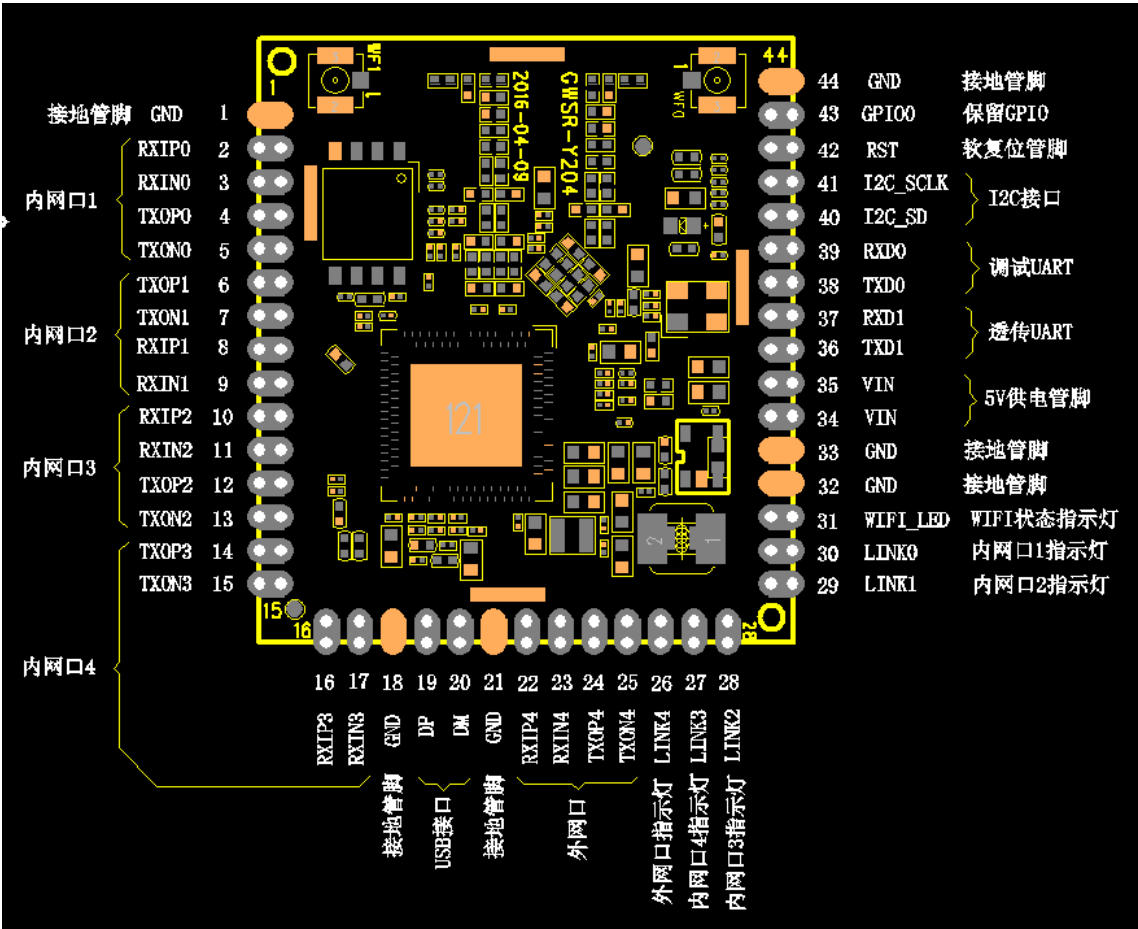 WF1
1
44
1
WF0
1
2016-04-09
GWSR-Y204
接地管脚 GND 1
内网口1
RXIP0 2
RXIN0 3
TXOP0 4
TXON0 5
内网口2
TXOP1 6
TXON1 7
RXIP1 8
RXIN1 9
内网口3
RXIP2 10
RXIN2 11
TXOP2 12
TXON2 13
内网口4
TXOP3 14
TXON3 15
44 GND 接地管脚
43 GPIO0 保留GPIO
42 RST 软复位管脚
41 I2C_SCLK
40 I2C_SD
I2C接口
39 RXD0
38 TXD0
调试UART
37 RXD1
36 TXD1
透传UART
35 VIN
34 VIN
5V供电管脚
33 GND 接地管脚
32 GND 接地管脚
31 WIFI_LED WIFI状态指示灯
30 LINK0 内网口1指示灯
29 LINK1 内网口2指示灯
121
2
1
15
16
28
16 17 18 19 20 21 22 23 24 25 26 27 28
RXIP3
RXIN3
GND
DP
DM
GND
RXIP4
RXIN4
TXOP4
TXON4
LINK4
LINK3
LINK2
接地管脚
USB接口
接地管脚
外网口
外网口指示灯
内网口4指示灯
内网口3指示灯